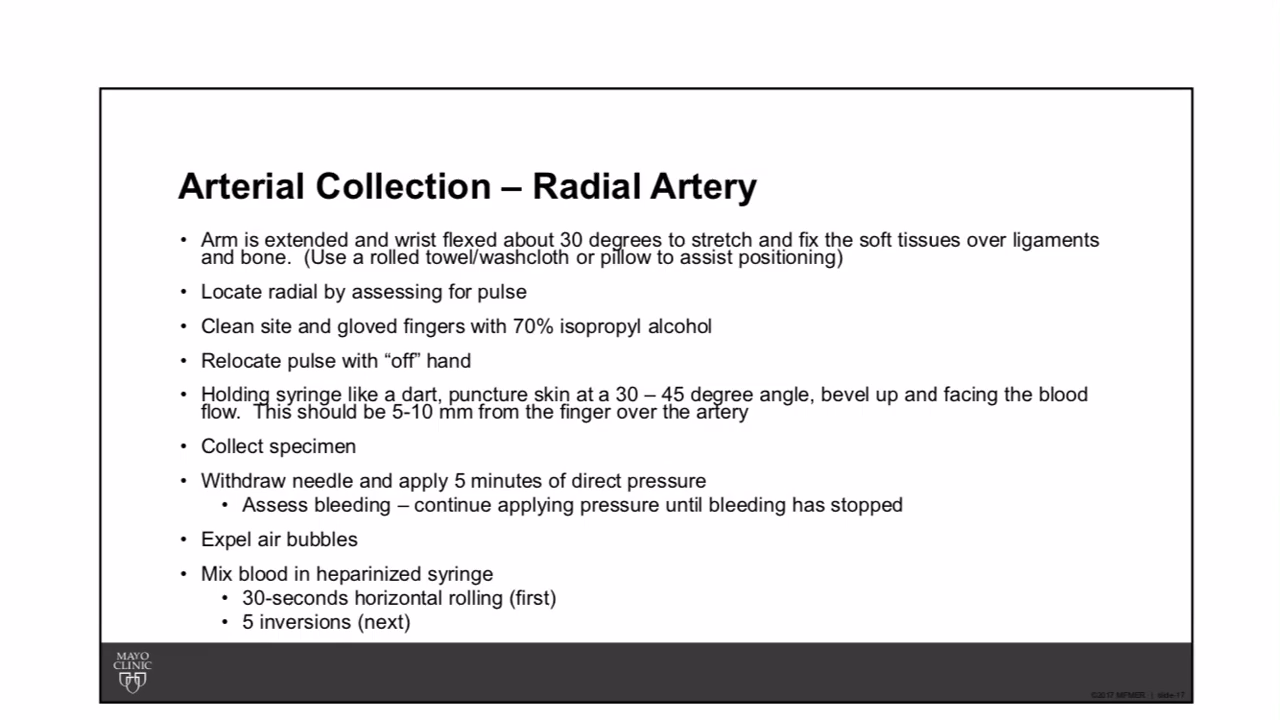 Arterial Collection – Radial Artery
• Arm is extended and wrist flexed about 30 degrees to stretch and fix the soft tissues over ligaments
and bone.  (Use a rolled towel/washcloth or pillow to assist positioning)
• Locate radial by assessing for pulse
• Clean site and gloved fingers with 70% isopropyl alcohol
• Relocate pulse with “off” hand
• Holding syringe like a dart, puncture skin at a 30 – 45 degree angle, bevel up and facing the blood
flow.  This should be 5-10 mm from the finger over the artery
• Collect specimen
• Withdraw needle and apply 5 minutes of direct pressure
• Assess bleeding – continue applying pressure until bleeding has stopped
• Expel air bubbles
• Mix blood in heparinized syringe
• 30-seconds horizontal rolling (first)
• 5 inversions (next)
MAYO
CLINIC
©2017 MFMER | slide-17